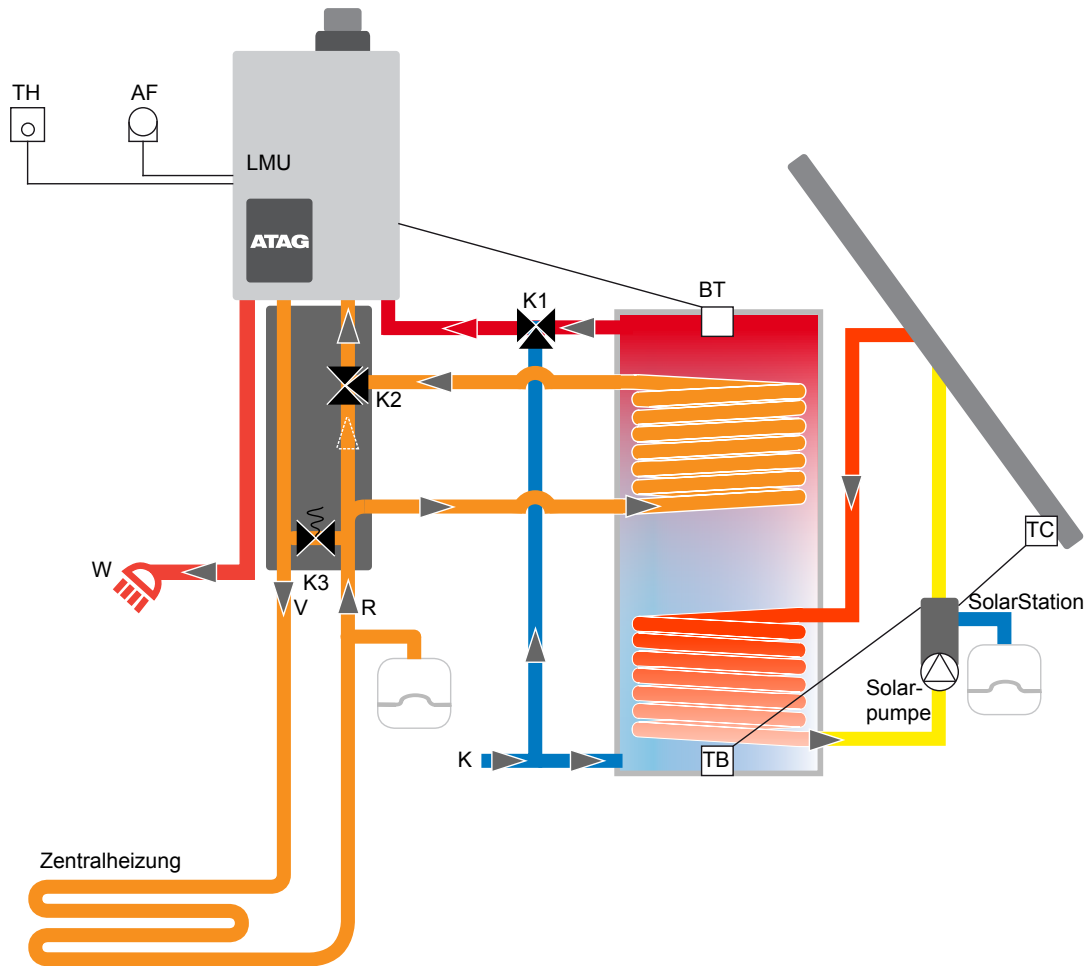 TH
AF
LMU
ATAG
BT
K1
K2
TC
W
K3
V
R
SolarStation
Solar-
pumpe
K
TB
Zentralheizung